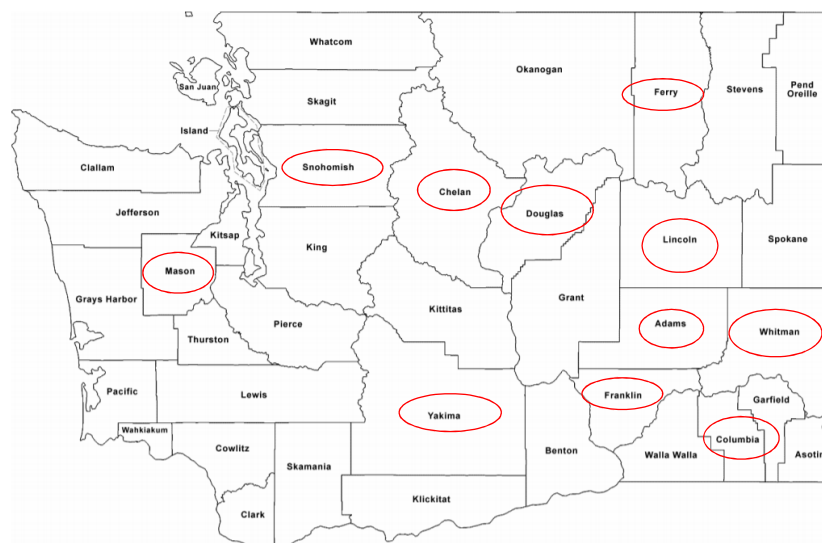 Whatcom
San Juan
Skagit
Island
Okanogan
Ferry
Stevens
Pend
Oreille
Clallam
Snohomish
Chelan
Jefferson
Douglas
Kitsap
King
Lincoln
Spokane
Mason
Grays Harbor
Kittitas
Grant
Thurston
Pierce
Adams
Whitman
Pacific
Lewis
Yakima
Franklin
Garfield
Wahkiakum
Cowlitz
Columbia
Skamania
Benton
Walla Walla
Asotin
Klickitat
Clark